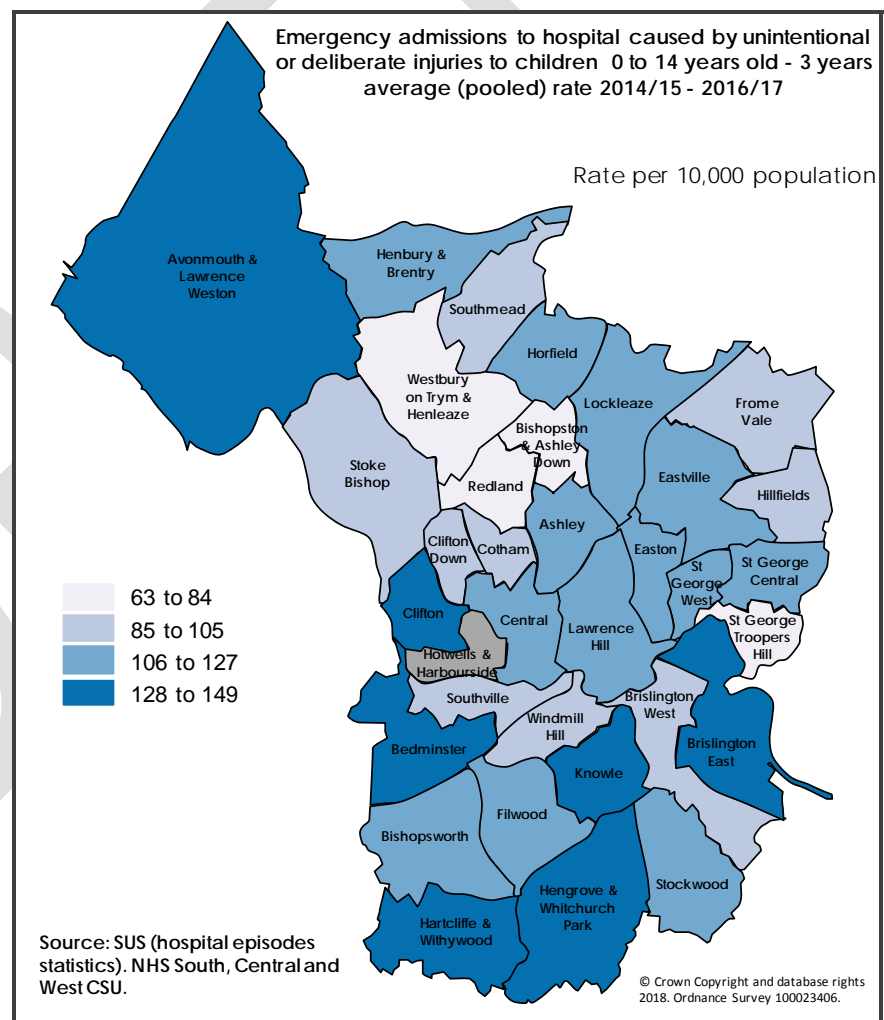 Emergency admissions to hospital caused by unintentional
or deliberate injuries to children 0 to 14 years old - 3 years
average (pooled) rate 2014/15 - 2016/17
Rate per 10,000 population
Avonmouth &
Lawrence
Weston
Henbury &
Brentry
Southmead
Horfield
Westbury
on Trym &
Henleaze
Lockleaze
Frome
Vale
Bishopston
& Ashley
Down
Stoke
Bishop
Redland
Eastville
Hillfields
Ashley
Clifton
Down
Cotham
Easton
St
George
West
St George
Central
Clifton
Central
Lawrence
Hill
St George
Troopers
Hill
Hotwells &
Harbourside
Southville
Windmill
Hill
Brislington
West
Bedminster
Knowle
Brislington
East
Bishopsworth
Filwood
Stockwood
Hengrove &
Whitchurch
Park
Hartcliffe &
Withywood
63 to 84
85 to 105
106 to 127
128 to 149
Source: SUS (hospital episodes
statistics). NHS South, Central and
West CSU.
© Crown Copyright and database rights
2018. Ordnance Survey 100023406.